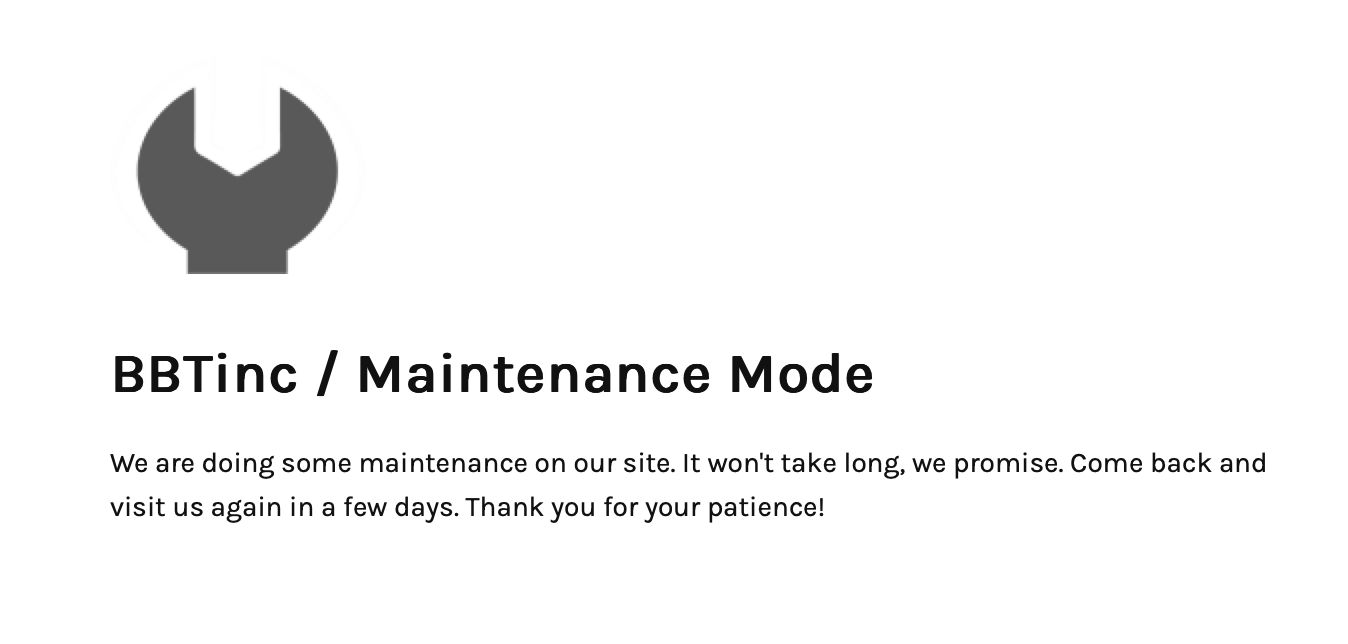 BBTinc / Maintenance Mode
We are doing some maintenance on our site. It won't take long, we promise. Come back and
visit us again in a few days. Thank you for your patience!